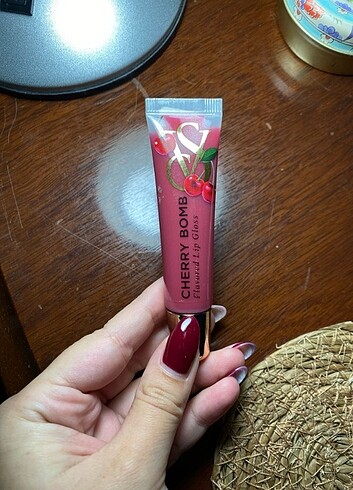 VS
CHERRY BOMB
Flavored Lip Gloss